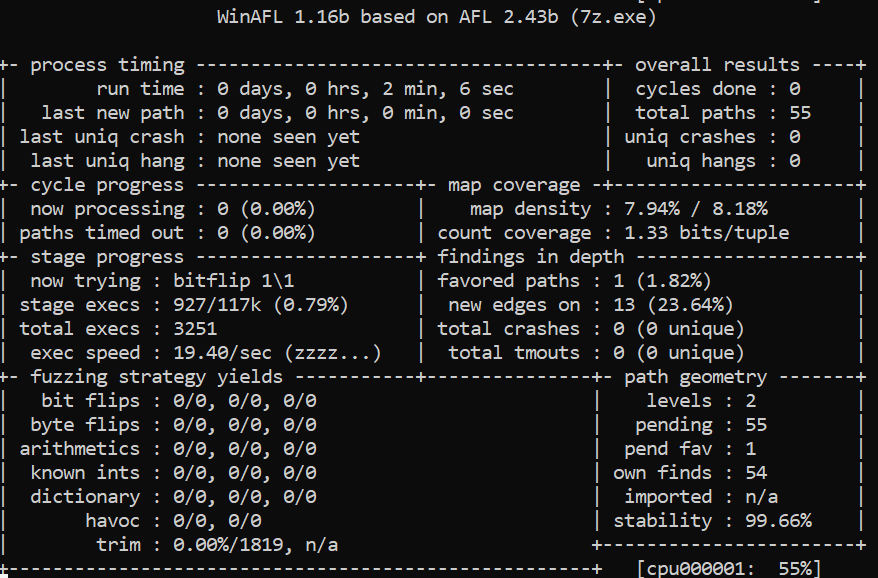 WinAFL 1.16b based on AFL 2.43b (7z.exe)
+- process timing -------------------------------------+- overall results ----+
|        run time : 0 days, 0 hrs, 2 min, 6 sec        |  cycles done : 0     |
|   last new path : 0 days, 0 hrs, 0 min, 0 sec        |  total paths : 55    |
| last uniq crash : none seen yet                      | uniq crashes : 0     |
|  last uniq hang : none seen yet                      |   uniq hangs : 0     |
+- cycle progress --------------------+- map coverage -+----------------------+
|  now processing : 0 (0.00%)         |    map density : 7.94% / 8.18%        |
| paths timed out : 0 (0.00%)         | count coverage : 1.33 bits/tuple      |
+- stage progress --------------------+ findings in depth --------------------+
|  now trying : bitflip 1\1           | favored paths : 1 (1.82%)             |
| stage execs : 927/117k (0.79%)      |  new edges on : 13 (23.64%)           |
| total execs : 3251                  | total crashes : 0 (0 unique)          |
|  exec speed : 19.40/sec (zzzz...)   |  total tmouts : 0 (0 unique)          |
+- fuzzing strategy yields -----------+---------------+- path geometry -------+
|   bit flips : 0/0, 0/0, 0/0                         |    levels : 2         |
|  byte flips : 0/0, 0/0, 0/0                         |   pending : 55        |
| arithmetics : 0/0, 0/0, 0/0                         |  pend fav : 1         |
|  known ints : 0/0, 0/0, 0/0                         | own finds : 54        |
|  dictionary : 0/0, 0/0, 0/0                         |  imported : n/a       |
|       havoc : 0/0, 0/0                              | stability : 99.66%    |
|        trim : 0.00%/1819, n/a                       +-----------------------+
+-----------------------------------------------------+   [cpu000001:  55%]